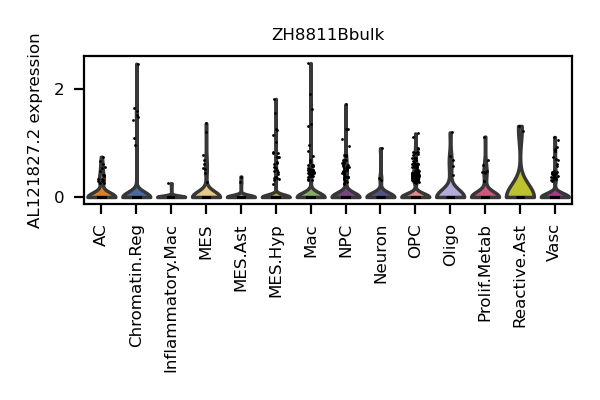 ZH8811Bbulk
AL121827.2 expression
2
0
AC
Chromatin.Reg
Inflammatory.Mac
MES
MES.Ast
MES.Hyp
Mac
NPC
Neuron
OPC
Oligo
Prolif.Metab
Reactive.Ast
Vasc